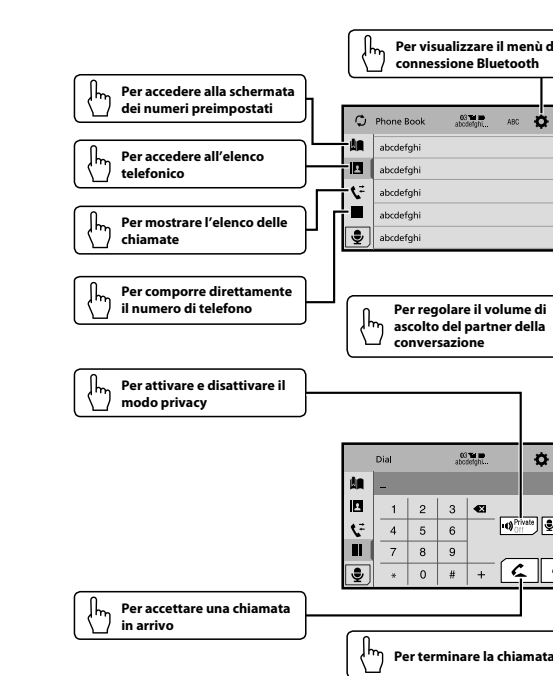 Per visualizzare il menù d
connessione Bluetooth
Per accedere alla schermata
dei numeri preimpostati
Phone Book
abcdefghi...
ABC
abcdefghi
Per accedere all'elenco
telefonico
abcdefghi
abcdefghi
Per mostrare l'elenco delle
chiamate
abcdefghi
abcdefghi
Per comporre direttamente
il numero di telefono
Per regolare il volume di
ascolto del partner della
conversazione
Per attivare e disattivare il
modo privacy
Dial
abcdefghi...
_
1 2 3
4 5 6
Private
Off
7 8 9
* 0 # +
Per accettare una chiamata
in arrivo
Per terminare la chiamata